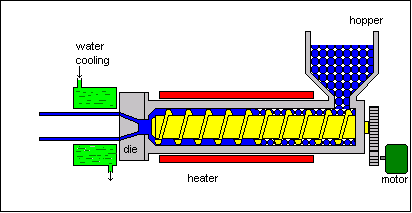 hopper
water
cooling
die
heater
motor